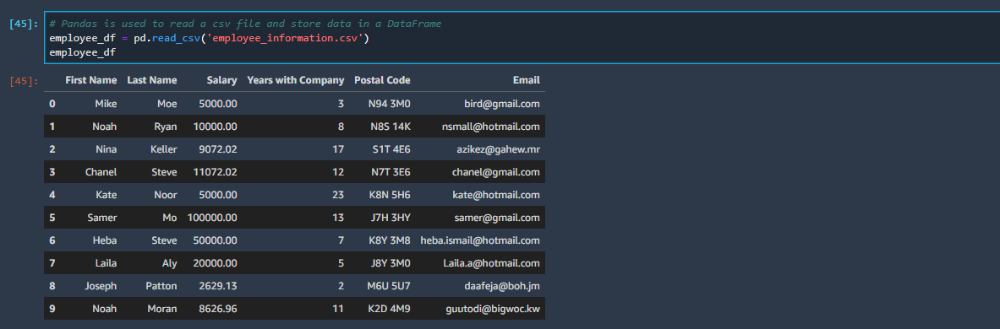 [45]: # Pandas is used to read a csv file and store data in a DataFrame
employee_df = pd.read_csv('employee_information.csv')
employee_df
[45]: First Name Last Name Salary Years with Company Postal Code Email
0 Mike Moe 5000.00 3 N94 3M0 bird@gmail.com
1 Noah Ryan 10000.00 8 N8S 14K nsmall@hotmail.com
2 Nina Keller 9072.02 17 S1T 4E6 azikez@gahew.mr
3 Chanel Steve 11072.02 12 N7T 3E6 chanel@gmail.com
4 Kate Noor 5000.00 23 K8N 5H6 kate@hotmail.com
5 Samer Mo 100000.00 13 J7H 3HY samer@gmail.com
6 Heba Steve 50000.00 7 K8Y 3M8 heba.ismail@hotmail.com
7 Laila Aly 20000.00 5 J8Y 3M0 Laila.a@hotmail.com
8 Joseph Patton 2629.13 2 M6U 5U7 daafeja@boh.jm
9 Noah Moran 8626.96 11 K2D 4M9 guutodi@bigwoc.kw